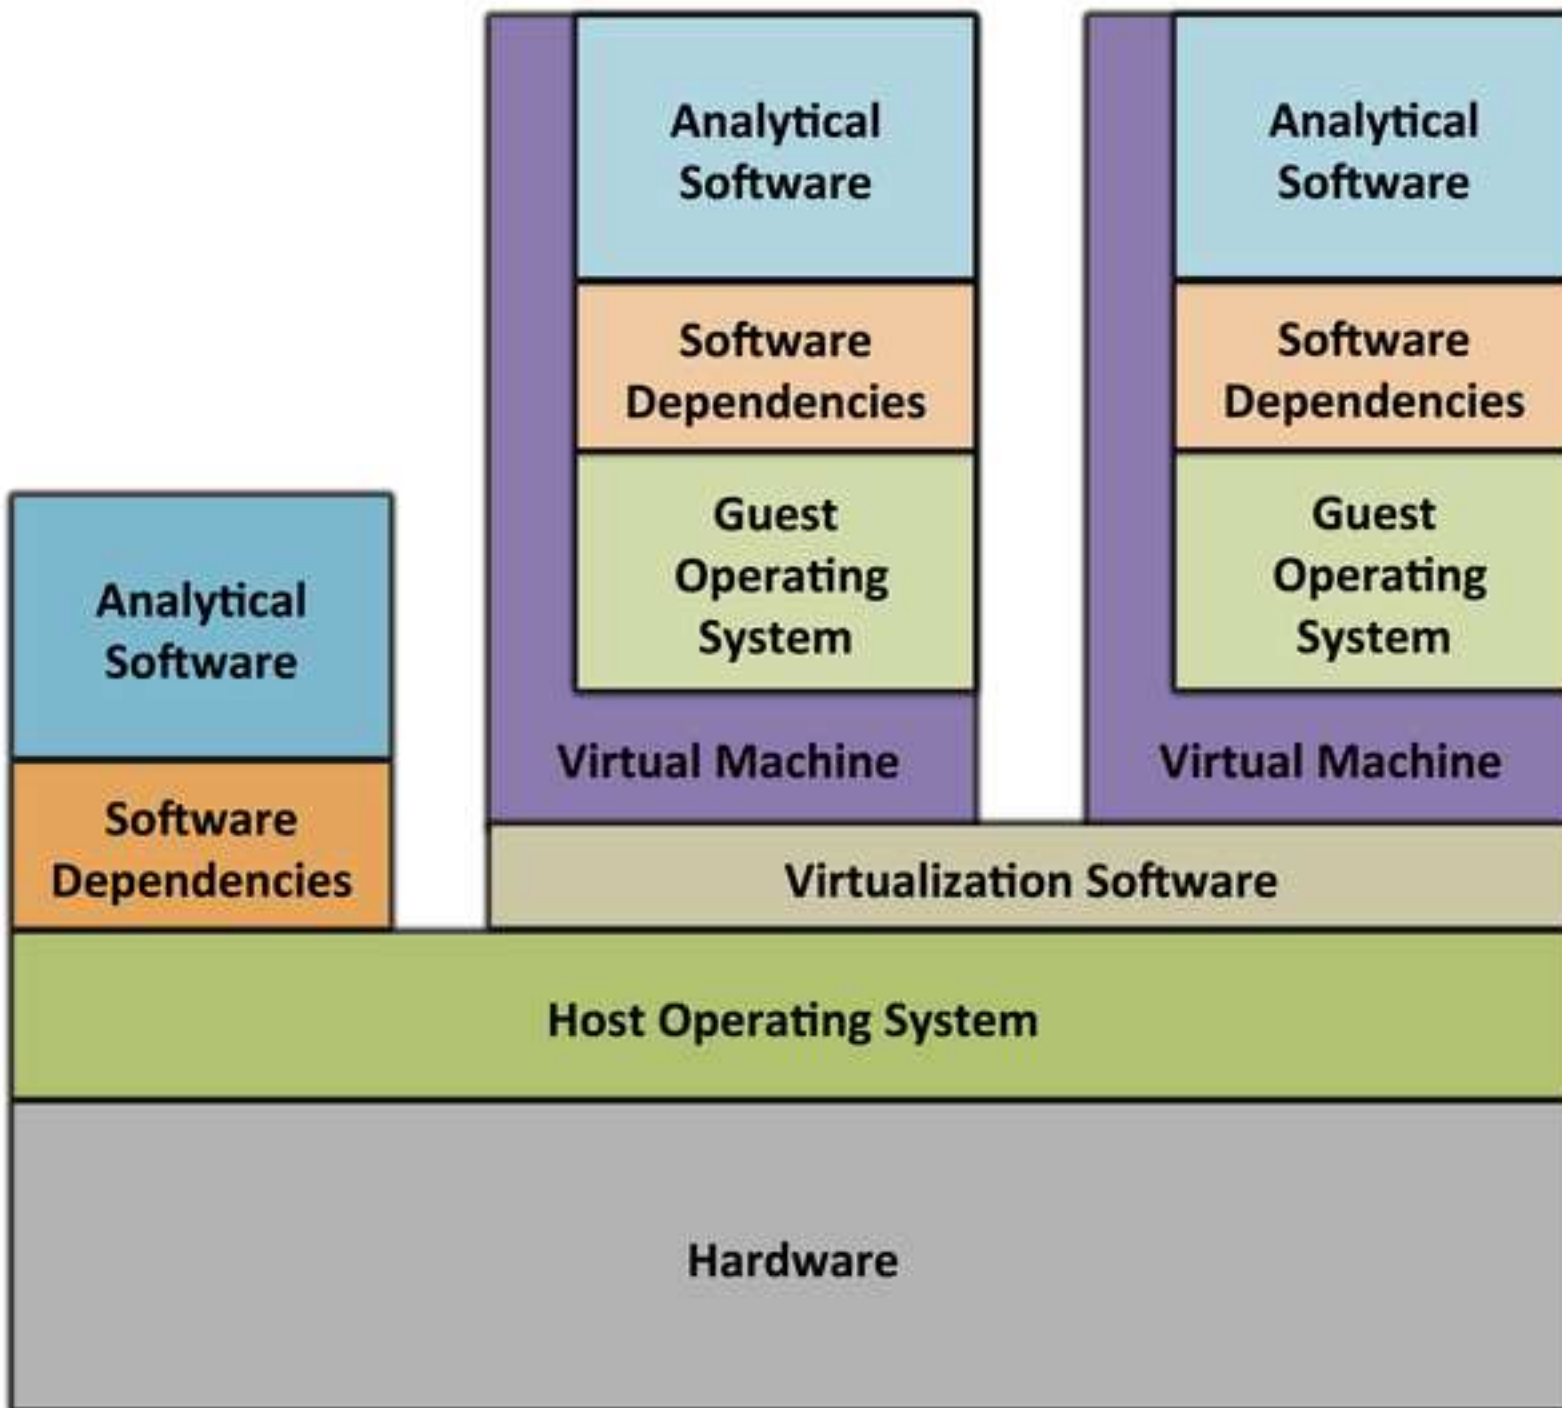 Analytical
Software
Software
Dependencies
Guest
Operating
System
Virtual Machine
Analytical
Software
Software
Dependencies
Guest
Operating
System
Virtual Machine
Analytical
Software
Software
Dependencies
Virtualization Software
Host Operating System
Hardware